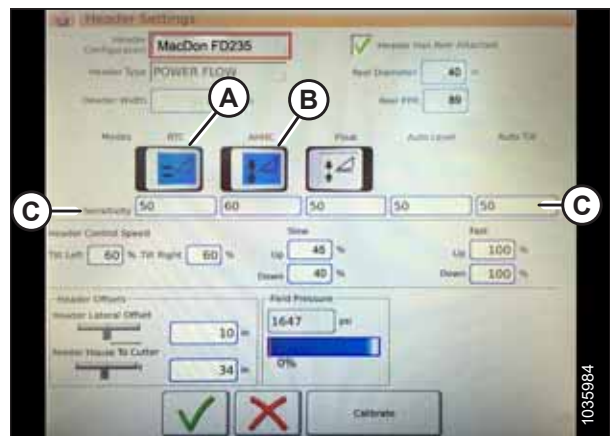 Header Settings
Header Configuration MacDon FD235
Header Has Reel Attached
Header Type POWER FLOW
Reel Diameter 40 in
Header Width
Reel PPR 89
A
B
Modes RTC AHHC Float Auto Level Auto Tilt
C Sensitivity 50 60 50 50 50 C
Header Control Speed
Slow
Fast
Tilt Left 60 % Tilt Right 60 %
Up 45 %
Up 100 %
Down 40 %
Down 100 %
Header Offsets
Field Pressure
Header Lateral Offset
10 in
1647 psi
Feeder House To Cutter
34 in
0%
Calibrate
1035984